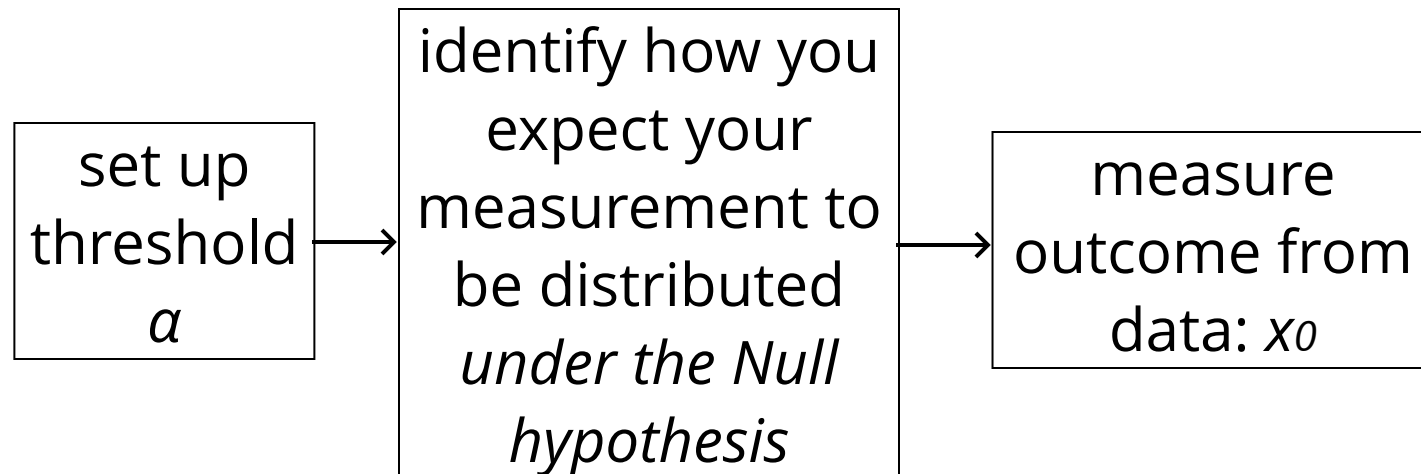 set up
threshold
α
identify how you
expect your
measurement to
be distributed
under the Null
hypothesis
measure
outcome from
data: x0